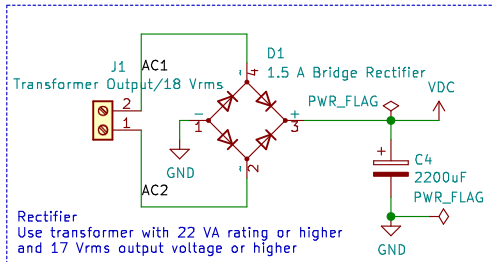 AC1
D1
J1
1.5 A Bridge Rectifier
Transformer Output/18 Vrms
~
4
PWR_FLAG
VDC
2
1
-
1
+
3
GND
~
2
+
C4
2200uF
PWR_FLAG
AC2
GND
Rectifier
Use transformer with 22 VA rating or higher
and 17 Vrms output voltage or higher